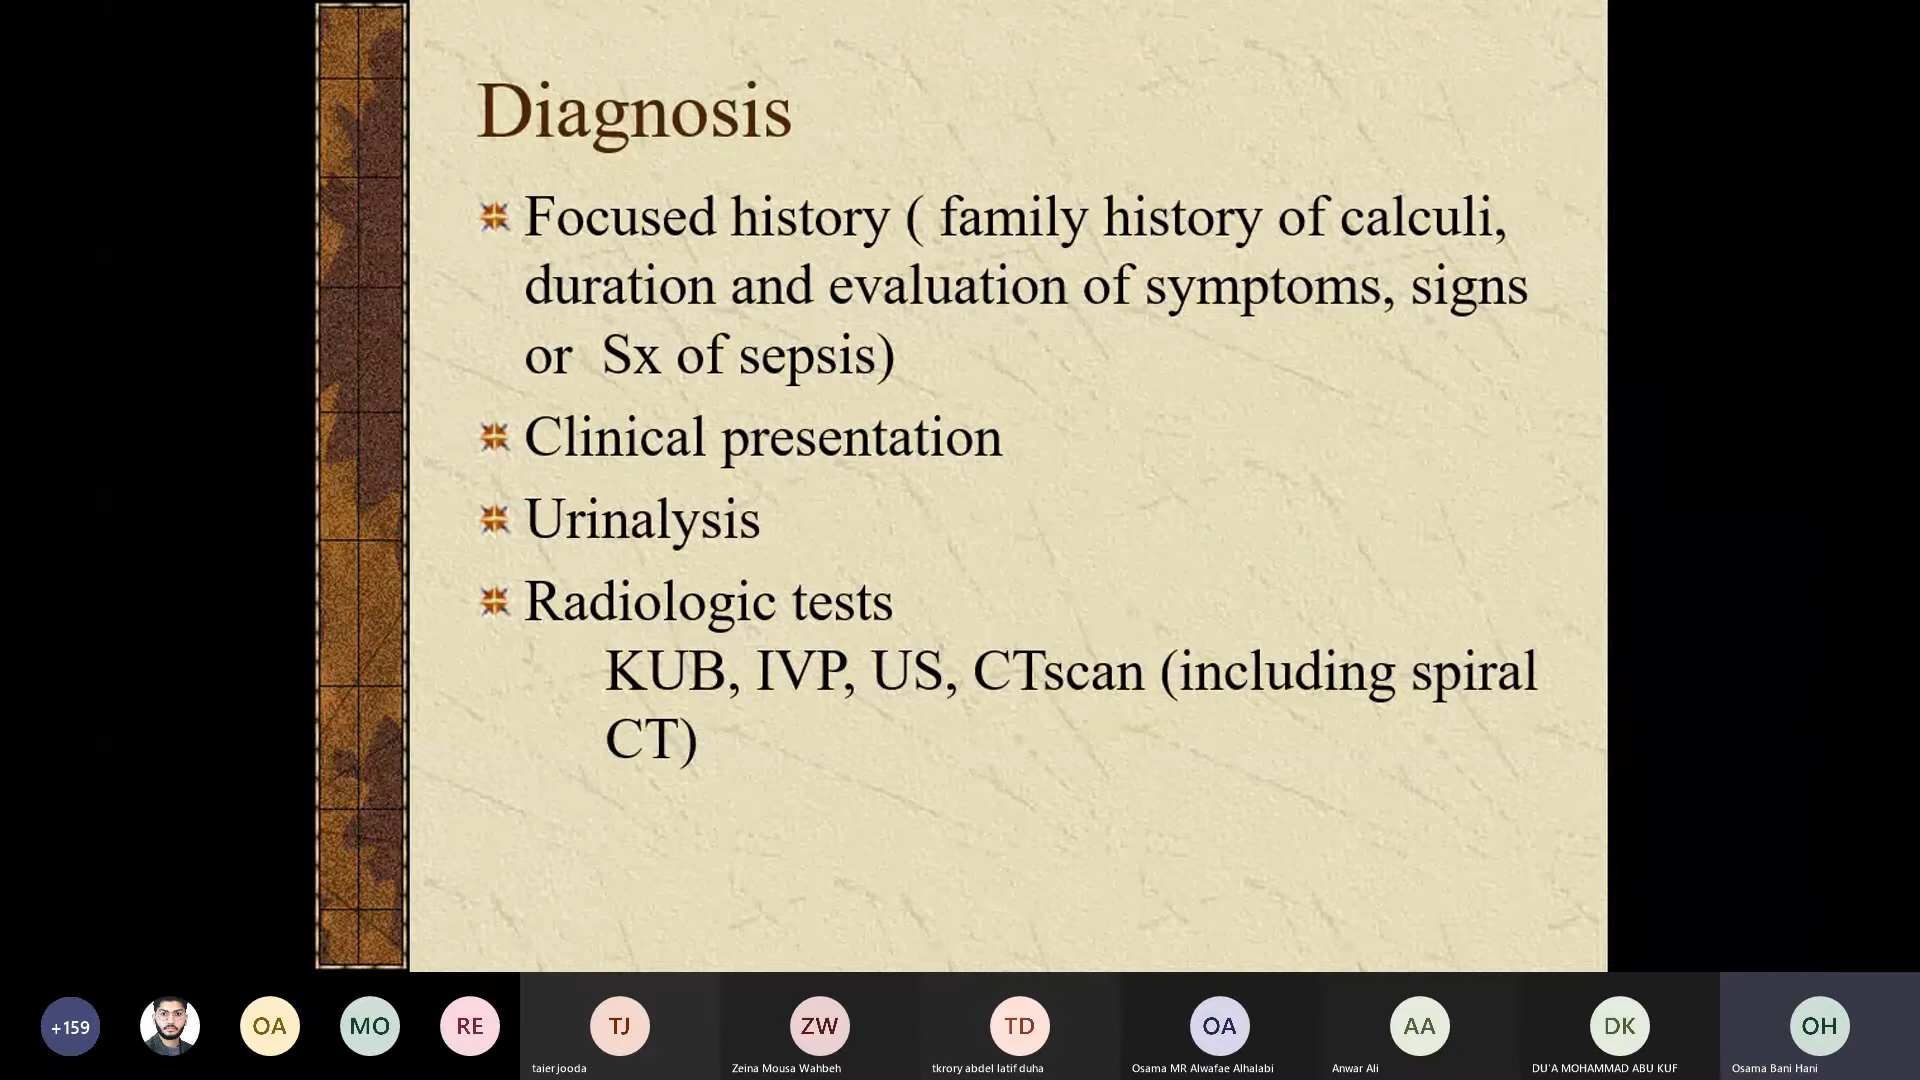 Diagnosis
Focused history ( family history of calculi,
duration and evaluation of symptoms, signs
or  Sx of sepsis)
Clinical presentation
Urinalysis
Radiologic tests
KUB, IVP, US, CTscan (including spiral
CT)
+159
OA
MO
RE
TJ
ZW
TD
OA
AA
DK
OH
taier jooda
Zeina Mousa Wahbeh
tkrory abdel latif duha
Osama MR Alwafae Alhalabi
Anwar Ali
DU'A MOHAMMAD ABU KUF
Osama Bani Hani